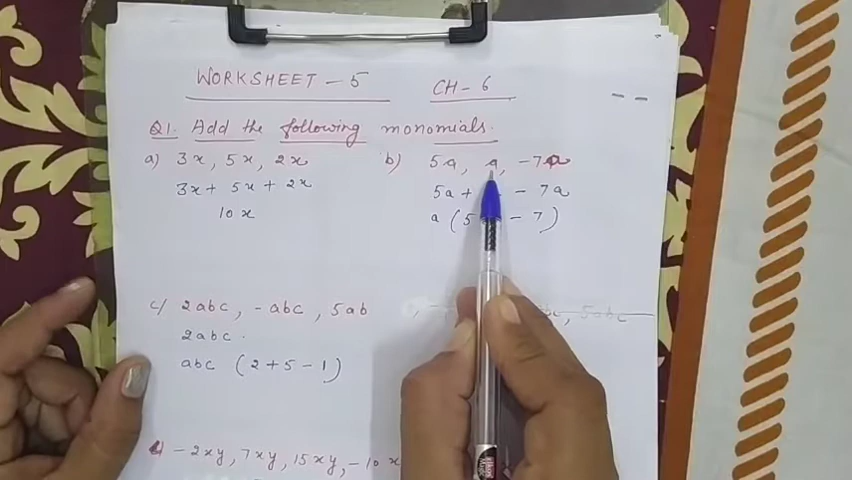 WORKSHEET - 5 CH - 6
Q1. Add the following monomials.
a) 3x, 5x, 2x
3x + 5x + 2x
10x
b) 5a, a, -7a
5a + - 7a
a (5 - 7)
c) 2abc, -abc, 5ab
2abc.
abc (2 + 5 - 1)
-2xy, 7xy, 15xy, -10x